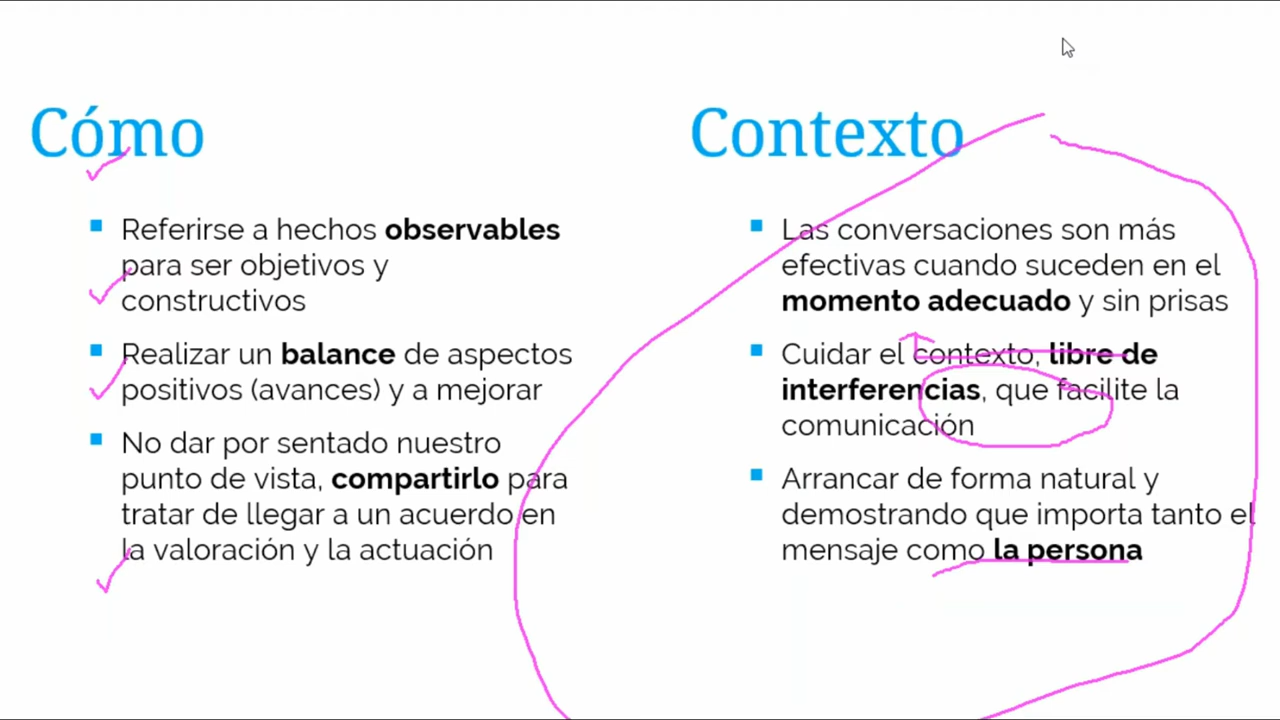 Cómo
Referirse a hechos observables
para ser objetivos y
constructivos
Realizar un balance de aspectos
positivos (avances) y a mejorar
No dar por sentado nuestro
punto de vista, compartirlo para
tratar de llegar a un acuerdo en
la valoración y la actuación
Contexto
Las conversaciones son más
efectivas cuando suceden en el
momento adecuado y sin prisas
Cuidar el contexto, libre de
interferencias, que facilite la
comunicación
Arrancar de forma natural y
demostrando que importa tanto el
mensaje como la persona